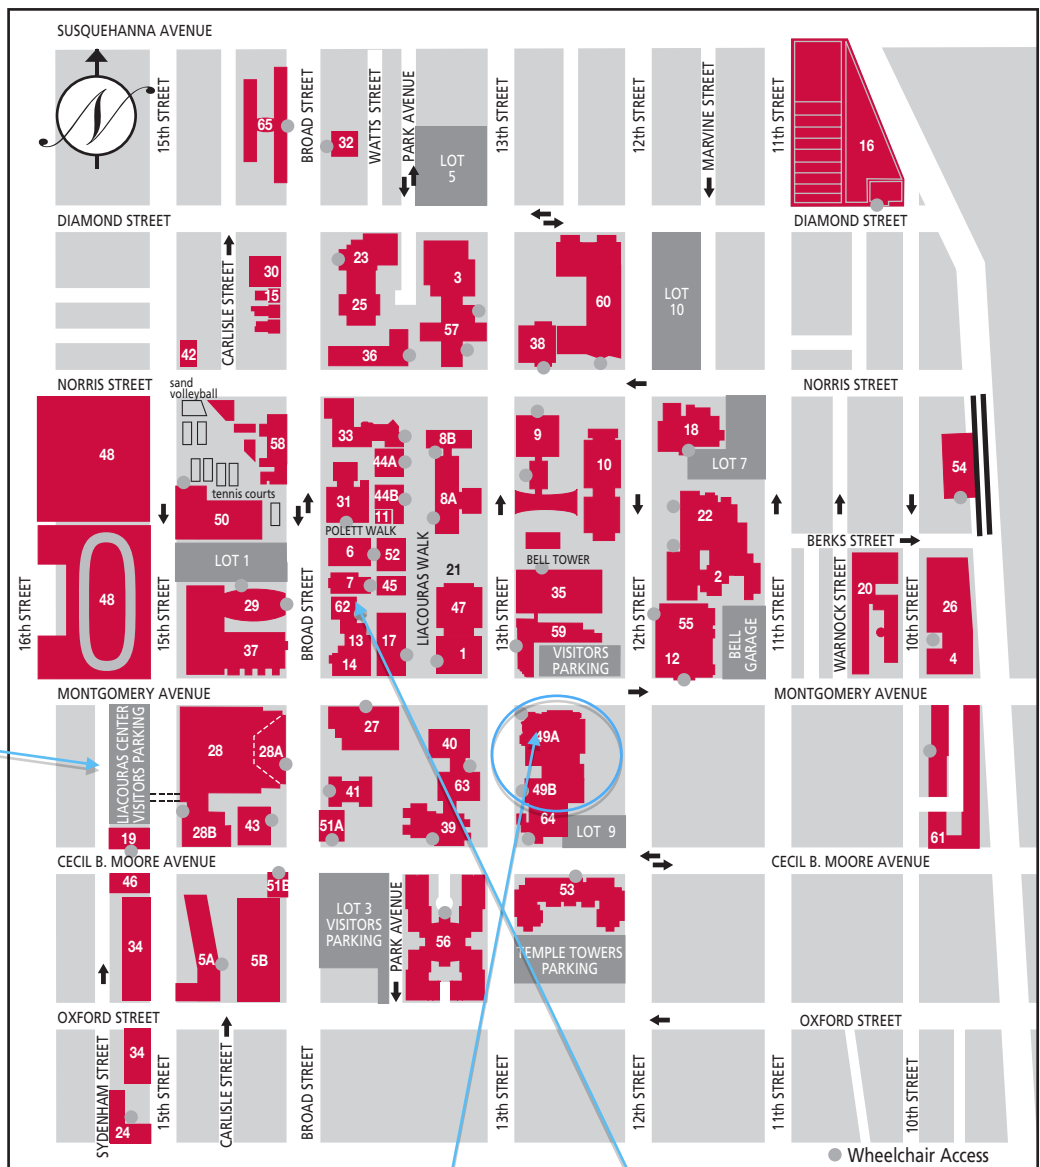 SUSQUEHANNA AVENUE
N
15th STREET
BROAD STREET
WATTS STREET
PARK AVENUE
13th STREET
12th STREET
MARVINE STREET
11th STREET
65
32
LOT
5
16
DIAMOND STREET
DIAMOND STREET
CARLISLE STREET
30
15
42
23
25
36
3
57
60
38
LOT
10
NORRIS STREET
NORRIS STREET
sand
volleyball
48
58
tennis courts
50
33
44A
31
44B
11
8B
8A
9
10
18
LOT 7
54
22
POLETT WALK
BERKS STREET
LOT 1
6
52
7
45
LIACOURAS WALK
21
BELL TOWER
35
2
20
26
48
29
37
62
13
14
17
47
1
59
VISITORS
PARKING
55
12
BELL
GARAGE
4
16th STREET
15th STREET
BROAD STREET
13th STREET
12th STREET
11th STREET
WARNOCK STREET
10th STREET
MONTGOMERY AVENUE
MONTGOMERY AVENUE
LIACOURAS CENTER
VISITORS PARKING
28
28A
28B
43
27
40
41
63
51A
39
49A
49B
64
LOT 9
61
19
CECIL B. MOORE AVENUE
CECIL B. MOORE AVENUE
46
51B
34
5A
5B
LOT 3
VISITORS
PARKING
PARK AVENUE
56
53
TEMPLE TOWERS
PARKING
OXFORD STREET
OXFORD STREET
34
24
SYDENHAM STREET
15th STREET
CARLISLE STREET
BROAD STREET
13th STREET
12th STREET
11th STREET
10th STREET
Wheelchair Access